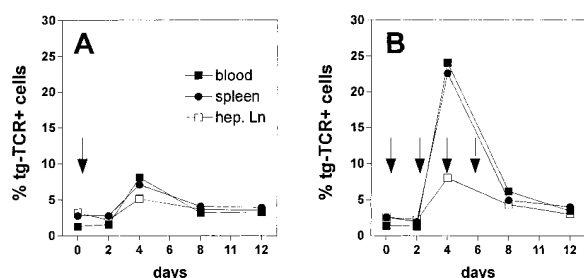 A
B
% tg-TCR+ cells
30
25
20
15
10
5
0
blood
spleen
hep. Ln
0 2 4 6 8 11 12
days
% tg-TCR+ cells
30
25
20
15
10
5
0
0 2 4 6 8 11 12
days